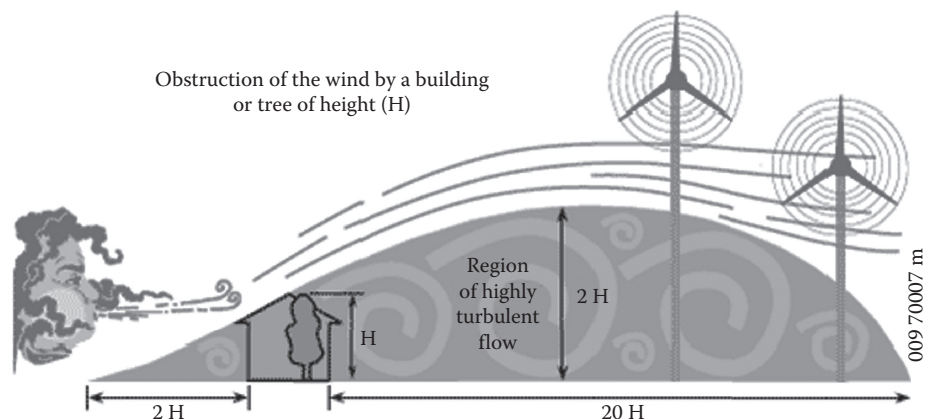 Obstruction of the wind by a building
or tree of height (H)
Region
of highly
turbulent
flow
2 H
H
2 H
20 H
009 70007 m